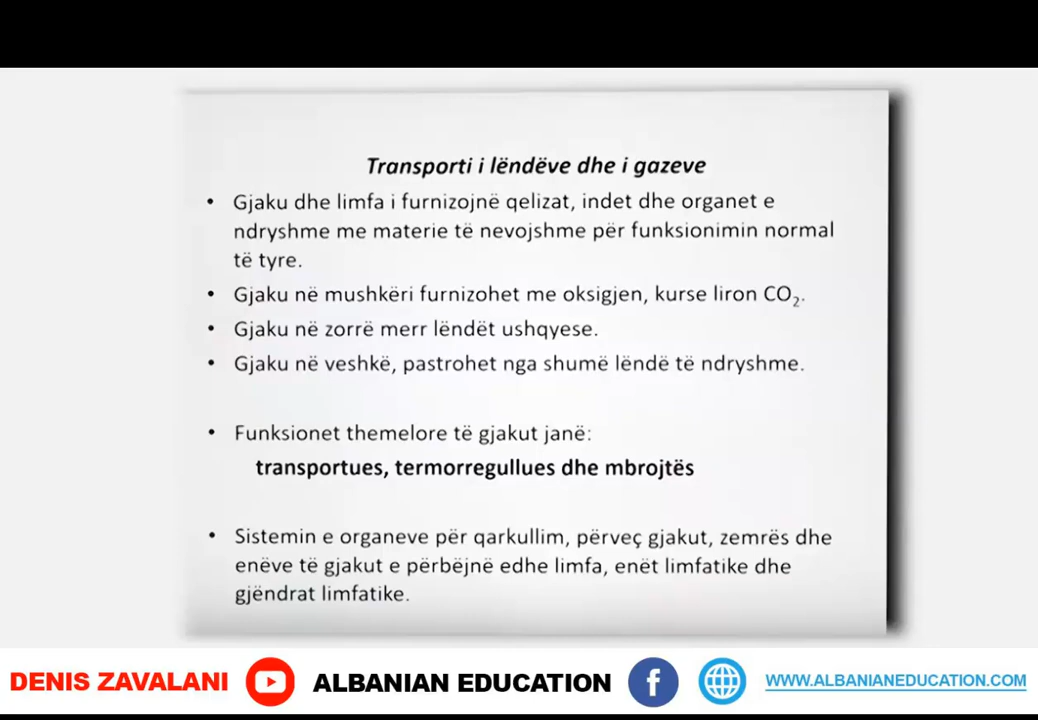 Transporti i lëndëve dhe i gazeve
• Gjaku dhe limfa i furnizojnë qelizat, indet dhe organet e
ndryshme me materie të nevojshme për funksionimin normal
të tyre.
• Gjaku në mushkëri furnizohet me oksigjen, kurse liron CO₂.
• Gjaku në zorrë merr lëndët ushqyese.
• Gjaku në veshkë, pastrohet nga shumë lëndë të ndryshme.
• Funksionet themelore të gjakut janë:
transportues, termorregullues dhe mbrojtës
• Sistemin e organeve për qarkullim, përveç gjakut, zemrës dhe
enëve të gjakut e përbëjnë edhe limfa, enët limfatike dhe
gjëndrat limfatike.
DENIS ZAVALANI ALBANIAN EDUCATION f WWW.ALBANIANEDUCATION.COM